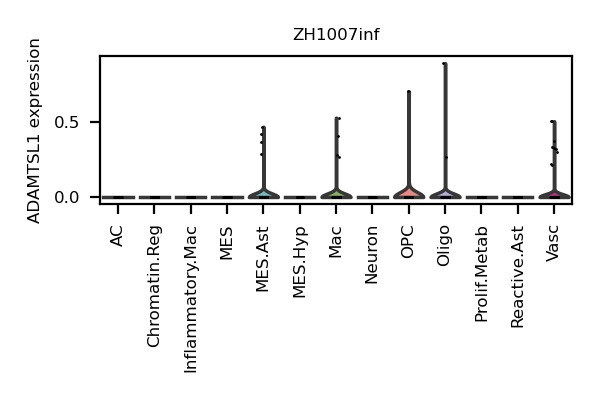 ZH1007inf
ADAMTSL1 expression
0.5
0.0
AC
Chromatin.Reg
Inflammatory.Mac
MES
MES.Ast
MES.Hyp
Mac
Neuron
OPC
Oligo
Prolif.Metab
Reactive.Ast
Vasc